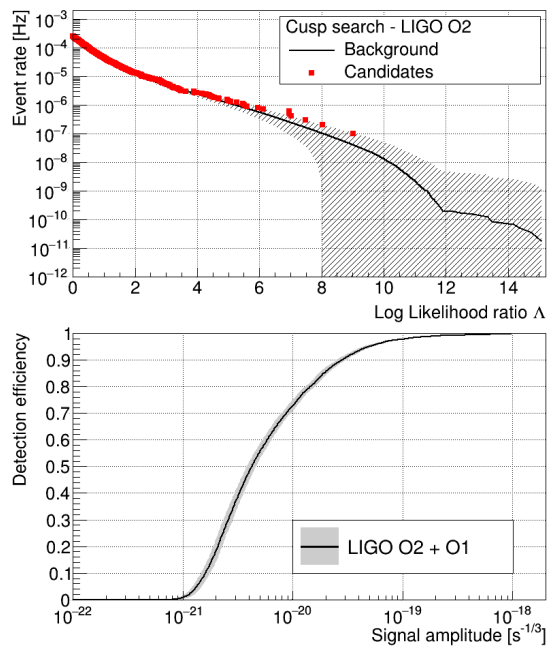 Cusp search - LIGO O2
Background
Candidates
Event rate [Hz]
10⁻³
10⁻⁴
10⁻⁵
10⁻⁶
10⁻⁷
10⁻⁸
10⁻⁹
10⁻¹⁰
10⁻¹¹
10⁻¹²
0 2 4 6 8 10 12 14
Log Likelihood ratio Λ
Detection efficiency
1
0.9
0.8
0.7
0.6
0.5
0.4
0.3
0.2
0.1
0
LIGO O2 + O1
10⁻²² 10⁻²¹ 10⁻²⁰ 10⁻¹⁹ 10⁻¹⁸
Signal amplitude [s⁻¹ᐟ³]